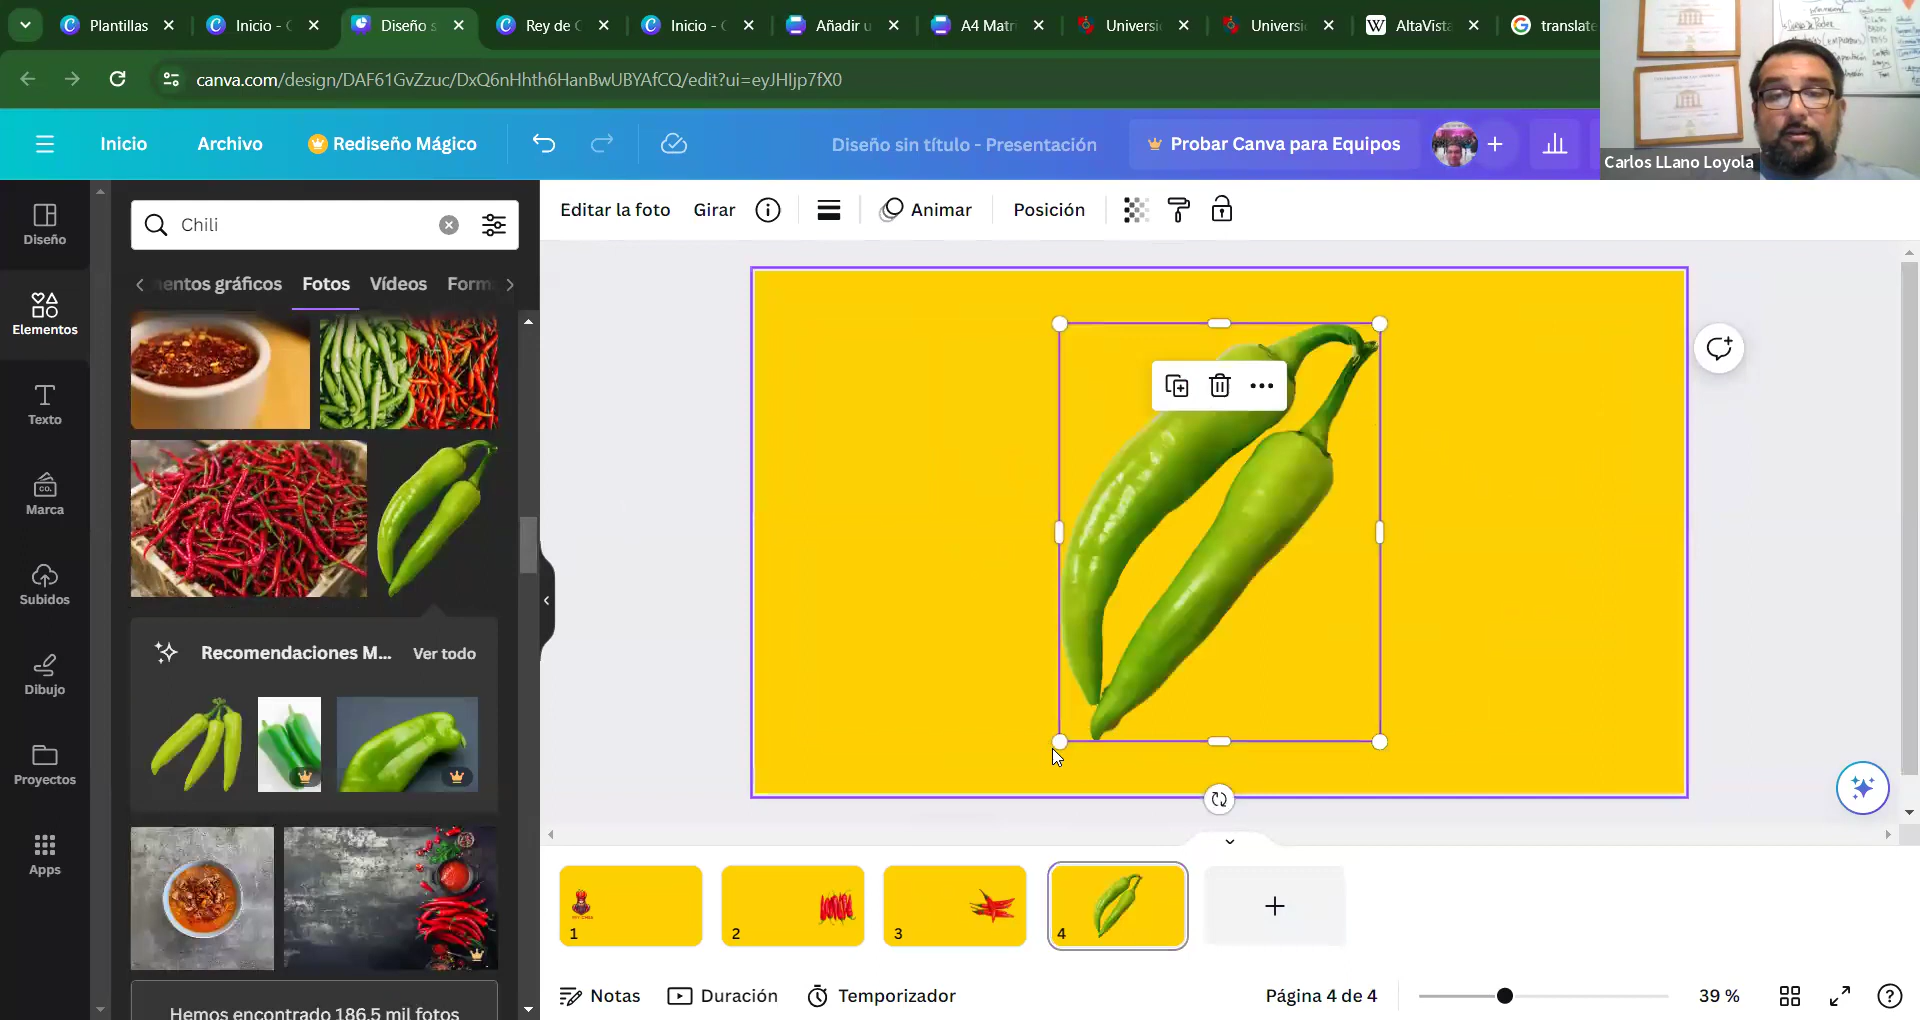 Plantillas
Inicio - C
Diseño s
Rey de C
Inicio - C
Añadir u
A4 Matri
Universi
Universi
AltaVista
translate
canva.com/design/DAF61GvZzuc/DxQ6nHhth6HanBwUBYAfCQ/edit?ui=eyJHIjp7fX0
Inicio
Archivo
Rediseño Mágico
Diseño sin título - Presentación
Probar Canva para Equipos
Carlos LLano Loyola
Diseño
Elementos
Texto
Marca
Subidos
Dibujo
Proyectos
Apps
Chili
entos gráficos
Fotos
Vídeos
Form
Recomendaciones M...
Ver todo
Hemos encontrado 186,5 mil fotos
Editar la foto
Girar
Animar
Posición
1
2
3
4
Notas
Duración
Temporizador
Página 4 de 4
39 %